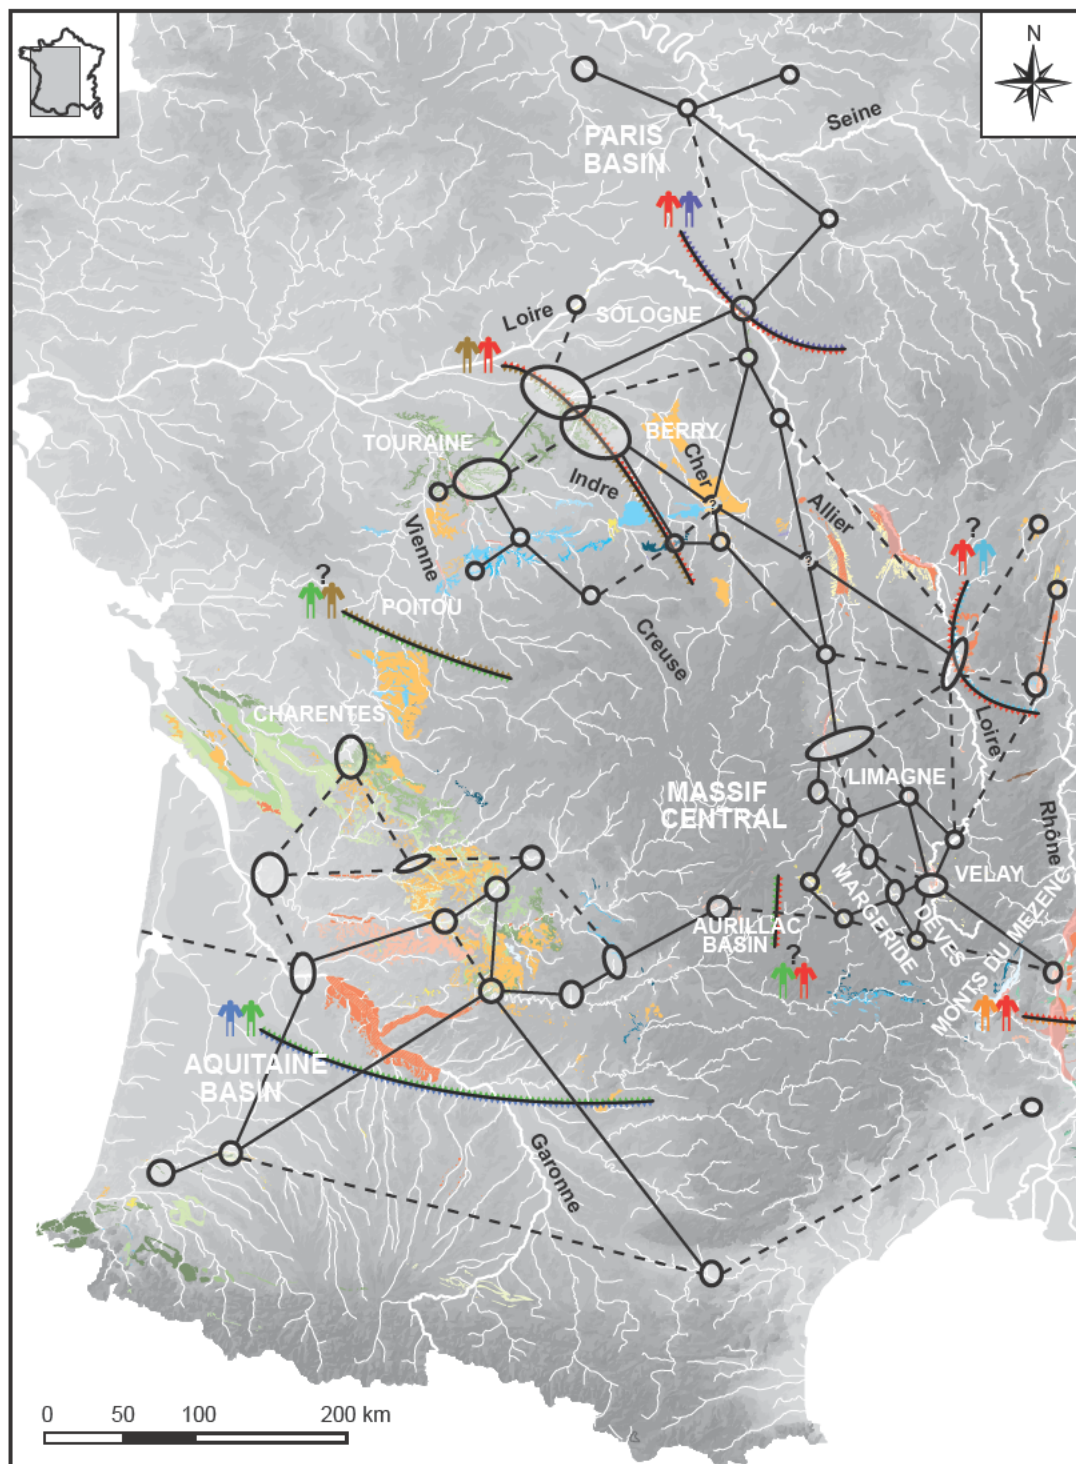 N
Seine
PARIS
BASIN
Loire
SOLOGNE
TOURAINE
BERRY
Cher
Indre
?
Vienne
Allier
?
?
?
POITOU
Creuse
CHARENTES
Loire
LIMAGNE
MASSIF
CENTRAL
Rhône
VELAY
MARGERIDE
DEVÈS
MONTS DU MEZENC
AURILLAC
BASIN
?
AQUITAINE
BASIN
Garonne
0 50 100 200 km